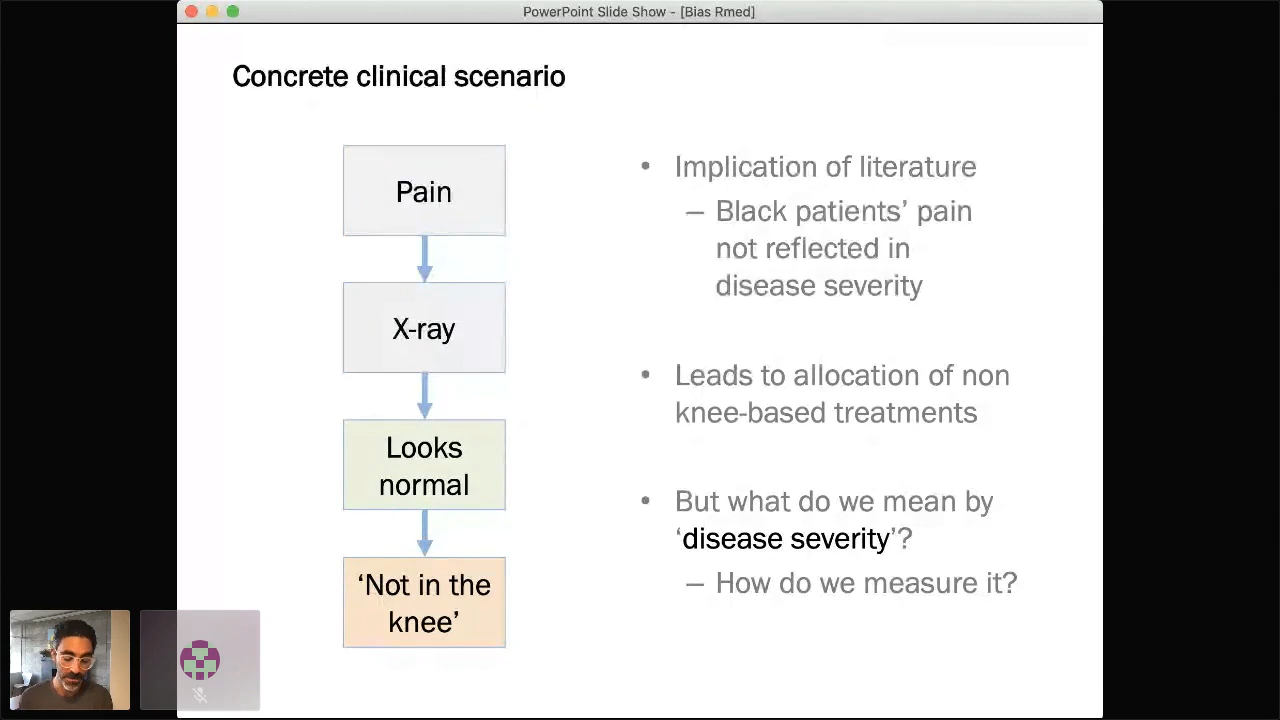 PowerPoint Slide Show - [Bias Rmed]
Concrete clinical scenario
Pain
X-ray
Looks
normal
‘Not in the
knee’
• Implication of literature
– Black patients’ pain
not reflected in
disease severity
• Leads to allocation of non
knee-based treatments
• But what do we mean by
‘disease severity’?
– How do we measure it?